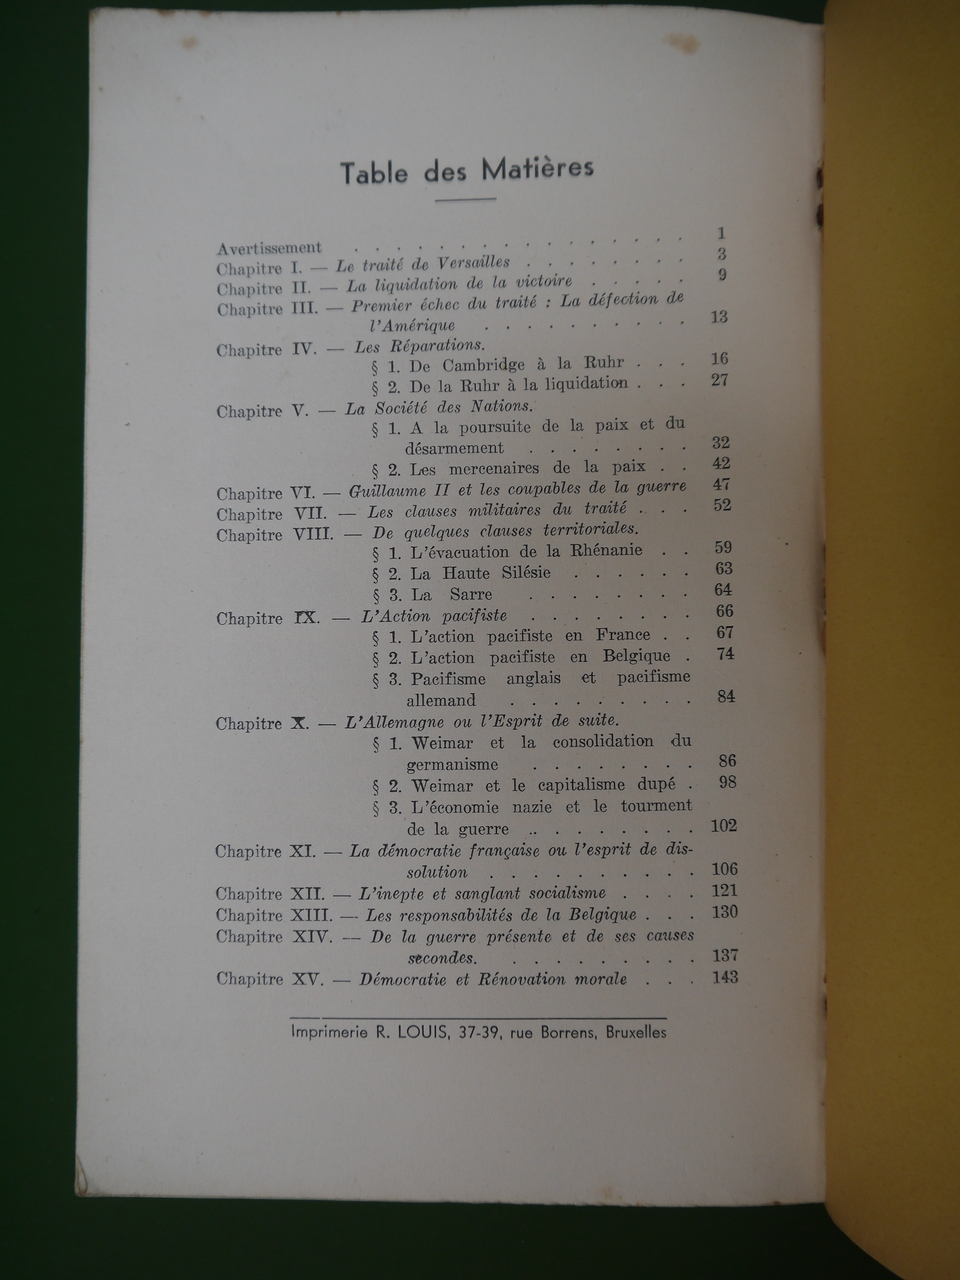 Table des Matières
Avertissement . . . . . . . . . . . . . . . 1
Chapitre I. — Le traité de Versailles . . . . . . . . 3
Chapitre II. — La liquidation de la victoire . . . . . 9
Chapitre III. — Premier échec du traité : La défection de
l'Amérique . . . . . . . . . . 13
Chapitre IV. — Les Réparations.
§ 1. De Cambridge à la Ruhr . . . 16
§ 2. De la Ruhr à la liquidation . . . 27
Chapitre V. — La Société des Nations.
§ 1. A la poursuite de la paix et du
désarmement . . . . . . . . 32
§ 2. Les mercenaires de la paix . . 42
Chapitre VI. — Guillaume II et les coupables de la guerre 47
Chapitre VII. — Les clauses militaires du traité . . . 52
Chapitre VIII. — De quelques clauses territoriales.
§ 1. L'évacuation de la Rhénanie . . 59
§ 2. La Haute Silésie . . . . . . 63
§ 3. La Sarre . . . . . . . . 64
Chapitre IX. — L'Action pacifiste . . . . . . . . 66
§ 1. L'action pacifiste en France . . 67
§ 2. L'action pacifiste en Belgique . 74
§ 3. Pacifisme anglais et pacifisme
allemand . . . . . . . . . 84
Chapitre X. — L'Allemagne ou l'Esprit de suite.
§ 1. Weimar et la consolidation du
germanisme . . . . . . . . 86
§ 2. Weimar et le capitalisme dupé . 98
§ 3. L'économie nazie et le tourment
de la guerre . . . . . . . . . 102
Chapitre XI. — La démocratie française ou l'esprit de dis-
solution . . . . . . . . . . 106
Chapitre XII. — L'inepte et sanglant socialisme . . . . 121
Chapitre XIII. — Les responsabilités de la Belgique . . . 130
Chapitre XIV. — De la guerre présente et de ses causes
secondes. . . . . . . . . . 137
Chapitre XV. — Démocratie et Rénovation morale . . . 143
Imprimerie R. LOUIS, 37-39, rue Borrens, Bruxelles